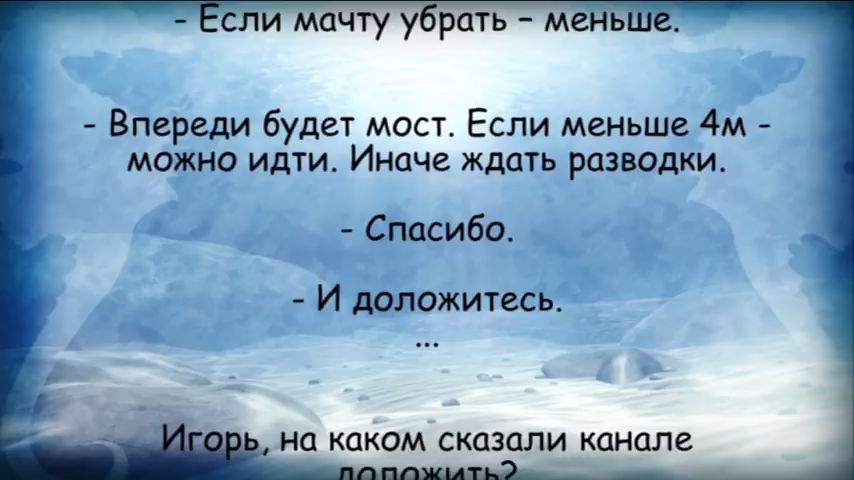 - Если мачту убрать – меньше.
- Впереди будет мост. Если меньше 4м -
можно идти. Иначе ждать разводки.
- Спасибо.
- И доложитесь.
...
Игорь, на каком сказали канале
доложить?